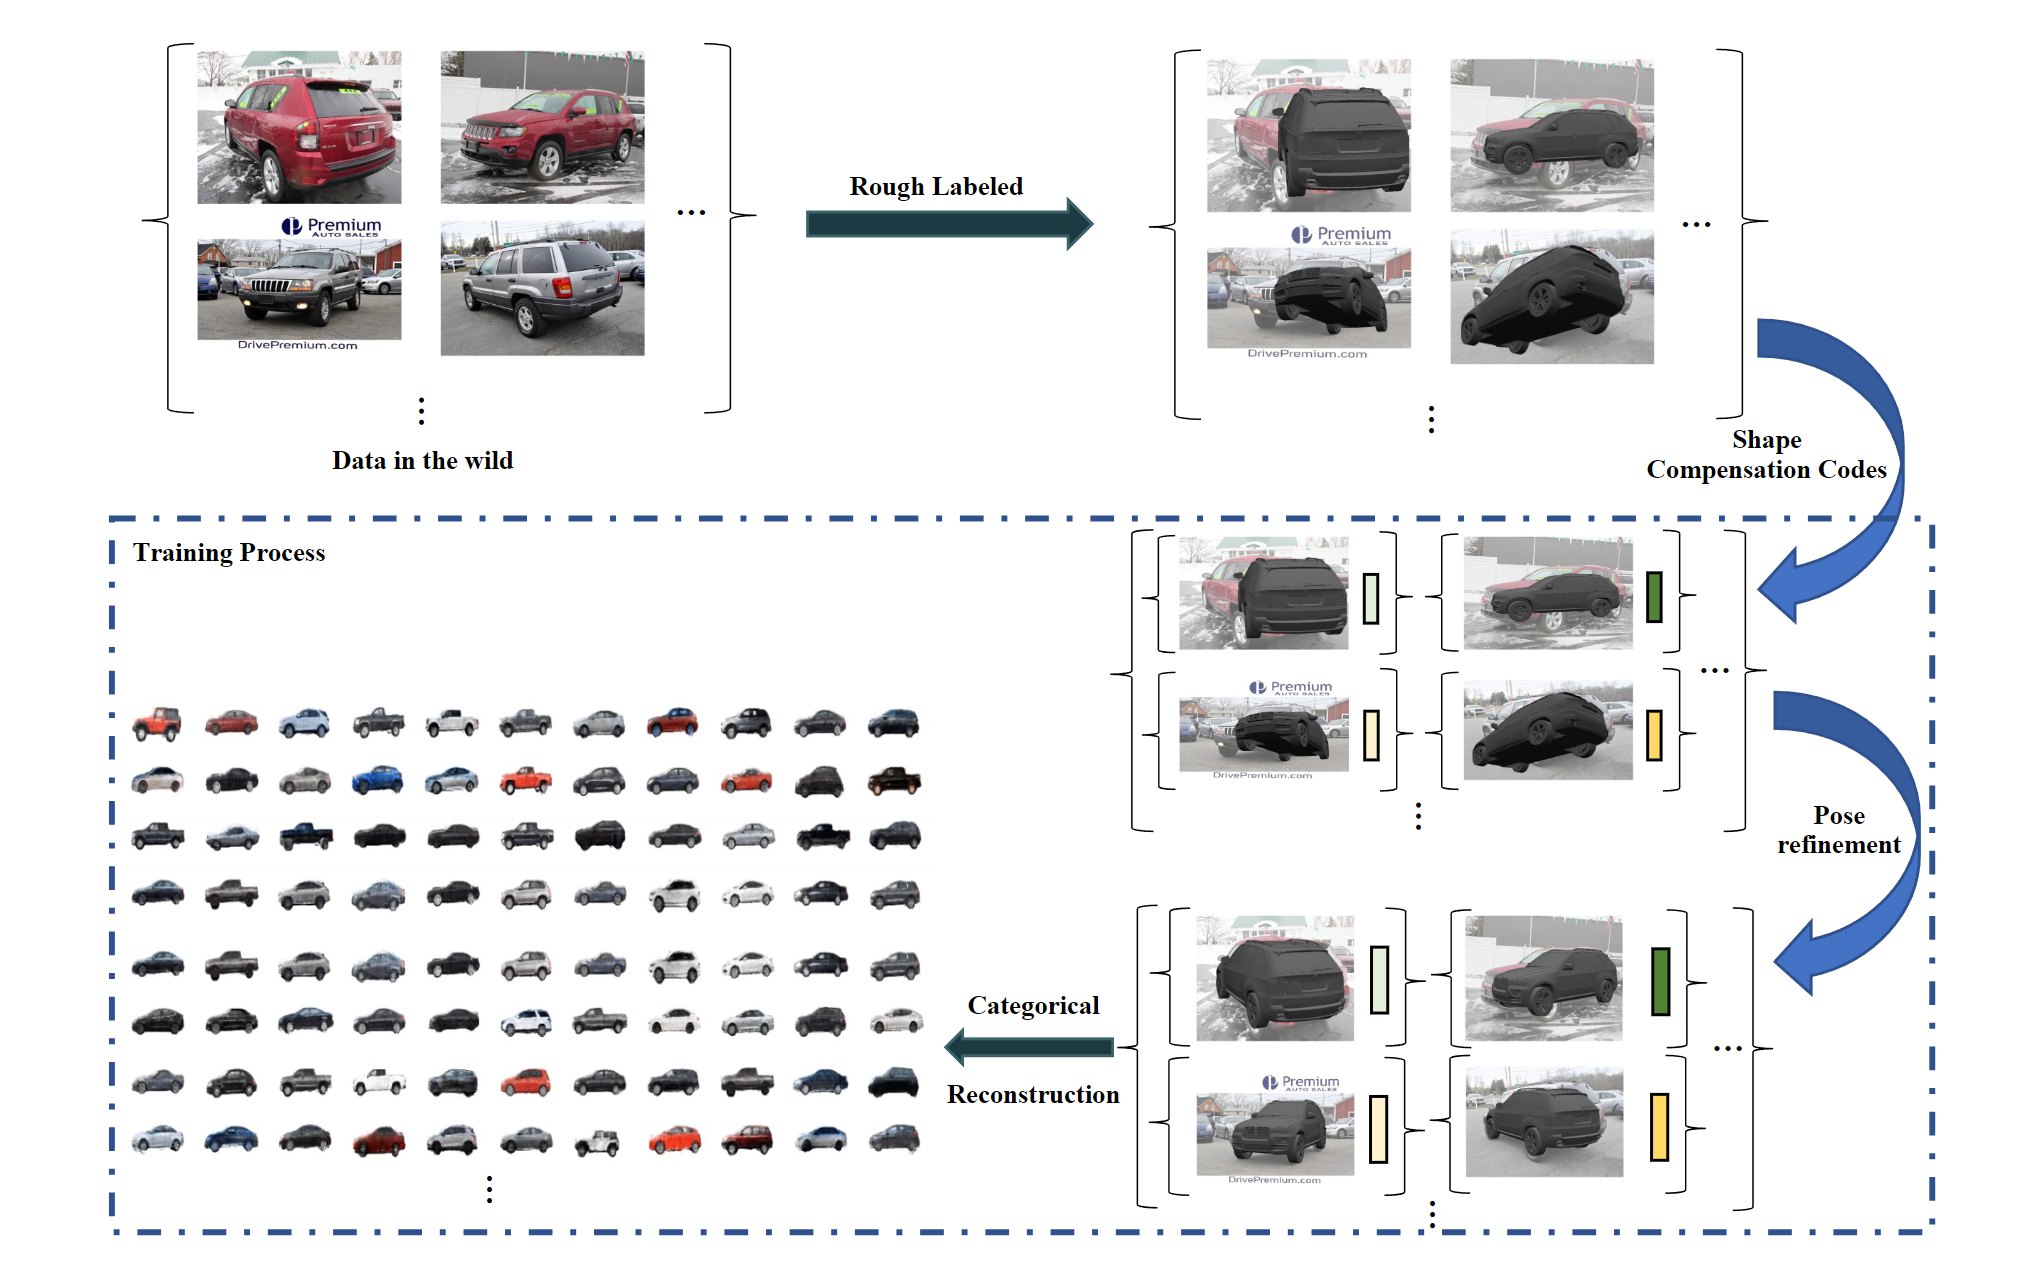 Premium
AUTO SALES
DrivePremium.com
Data in the wild
Rough Labeled
Premium
AUTO SALES
DrivePremium.com
Shape
Compensation Codes
Training Process
Premium
AUTO SALES
DrivePremium.com
Pose
refinement
Categorical
Reconstruction
Premium
AUTO SALES
DrivePremium.com